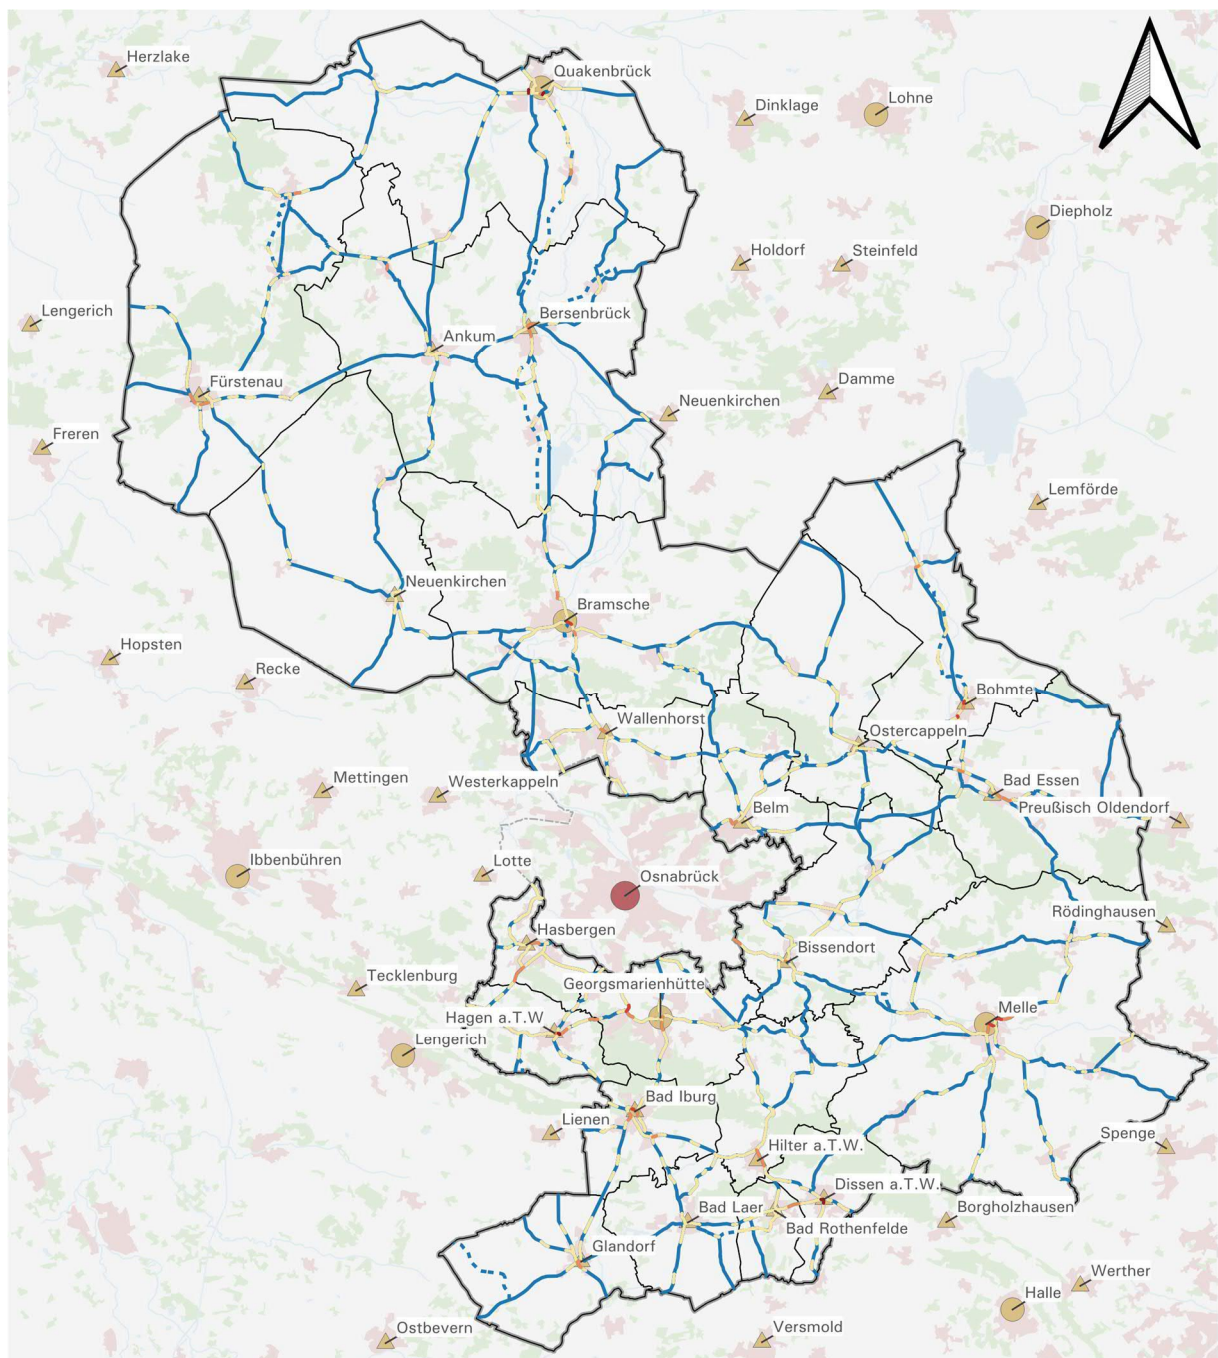 Herzlake
Quakenbrück
Dinklage
Lohne
Diepholz
Holdorf
Steinfeld
Lengerich
Bersenbrück
Ankum
Fürstenau
Damme
Neuenkirchen
Freren
Lemförde
Neuenkirchen
Bramsche
Hopsten
Recke
Bohmte
Wallenhorst
Ostercappeln
Mettingen
Westerkappeln
Bad Essen
Belm
Preußisch Oldendorf
Ibbenbühren
Lotte
Osnabrück
Rödinghausen
Hasbergen
Bissendort
Tecklenburg
Georgsmarienhütte
Melle
Hagen a.T.W
Lengerich
Bad Iburg
Lienen
Spenge
Hilter a.T.W.
Dissen a.T.W.
Bad Laer
Borgholzhausen
Bad Rothenfelde
Glandorf
Werther
Halle
Ostbevern
Versmold